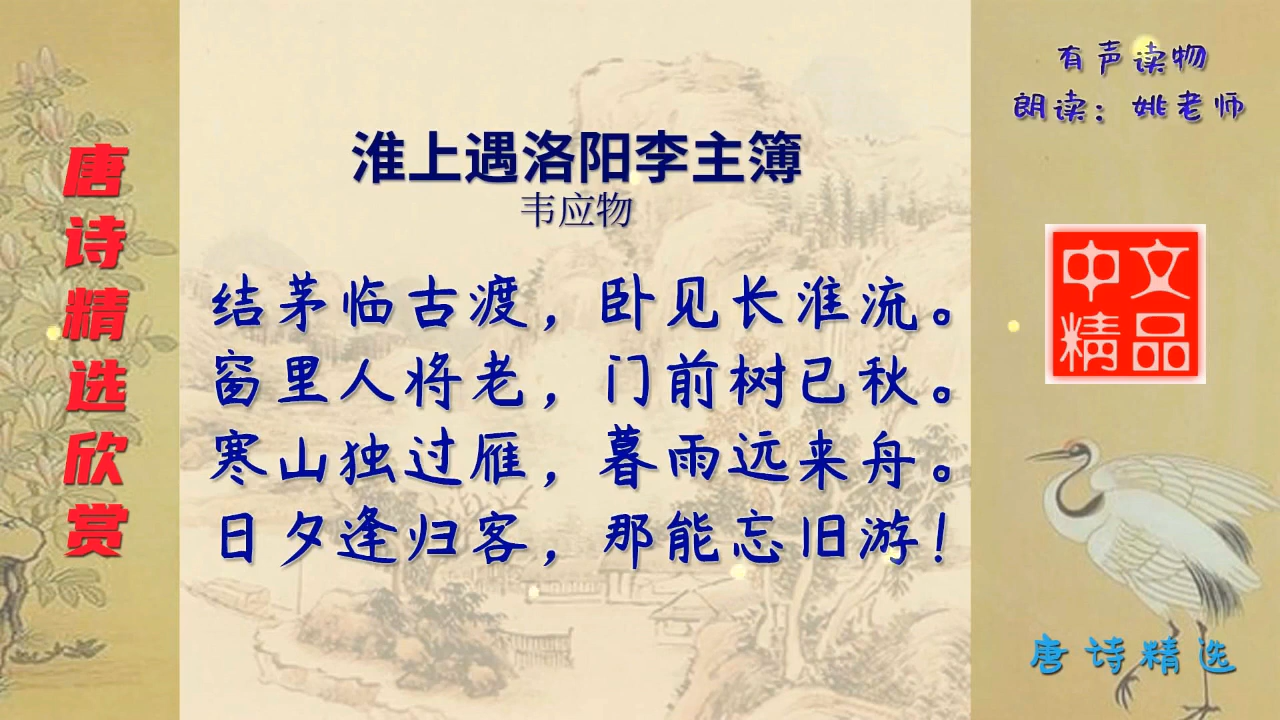 唐诗精选欣赏
淮上遇洛阳李主簿
韦应物
结茅临古渡，卧见长淮流。
窗里人将老，门前树已秋。
寒山独过雁，暮雨远来舟。
日夕逢归客，那能忘旧游！
有声读物
朗读：姚老师
中文
精品
唐诗精选